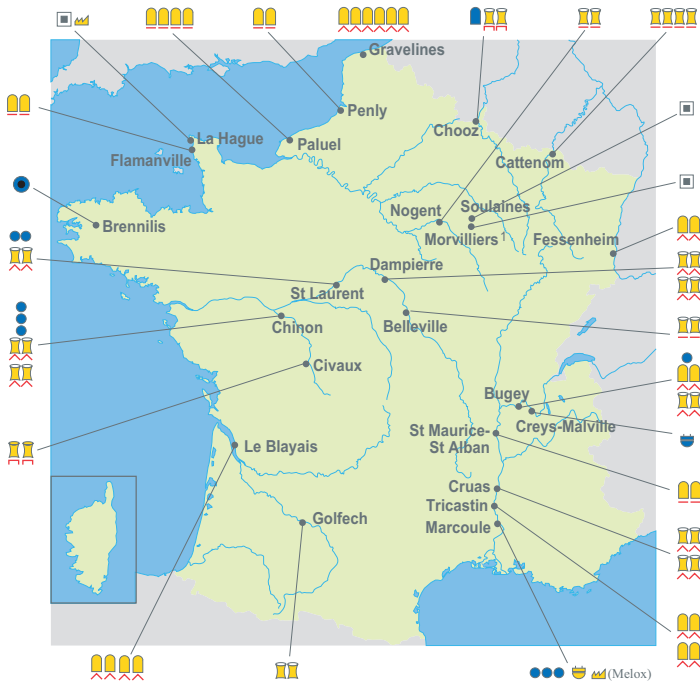 Gravelines
Penly
La Hague
Chooz
Paluel
Flamanville
Cattenom
Nogent
Soulaines
Brennilis
Morvilliers 1
Fessenheim
Dampierre
St Laurent
Chinon
Belleville
Civaux
Bugey
Creys-Malville
St Maurice-
St Alban
Le Blayais
Cruas
Tricastin
Golfech
Marcoule
(Melox)